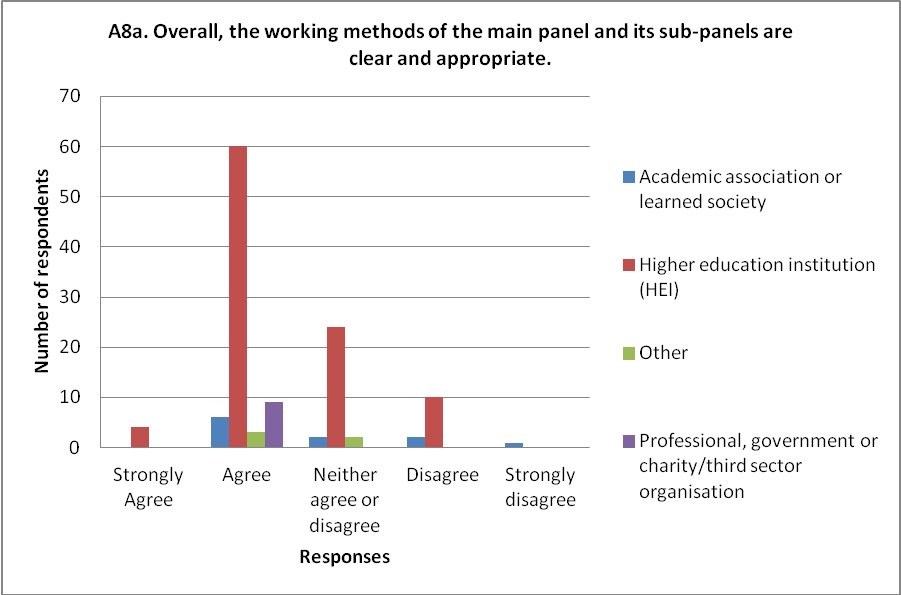 A8a. Overall, the working methods of the main panel and its sub-panels are
clear and appropriate.
Number of respondents
70
60
50
40
30
20
10
0
Strongly
Agree
Agree
Neither
agree or
disagree
Disagree
Strongly
disagree
Responses
Academic association or
learned society
Higher education institution
(HEI)
Other
Professional, government or
charity/third sector
organisation